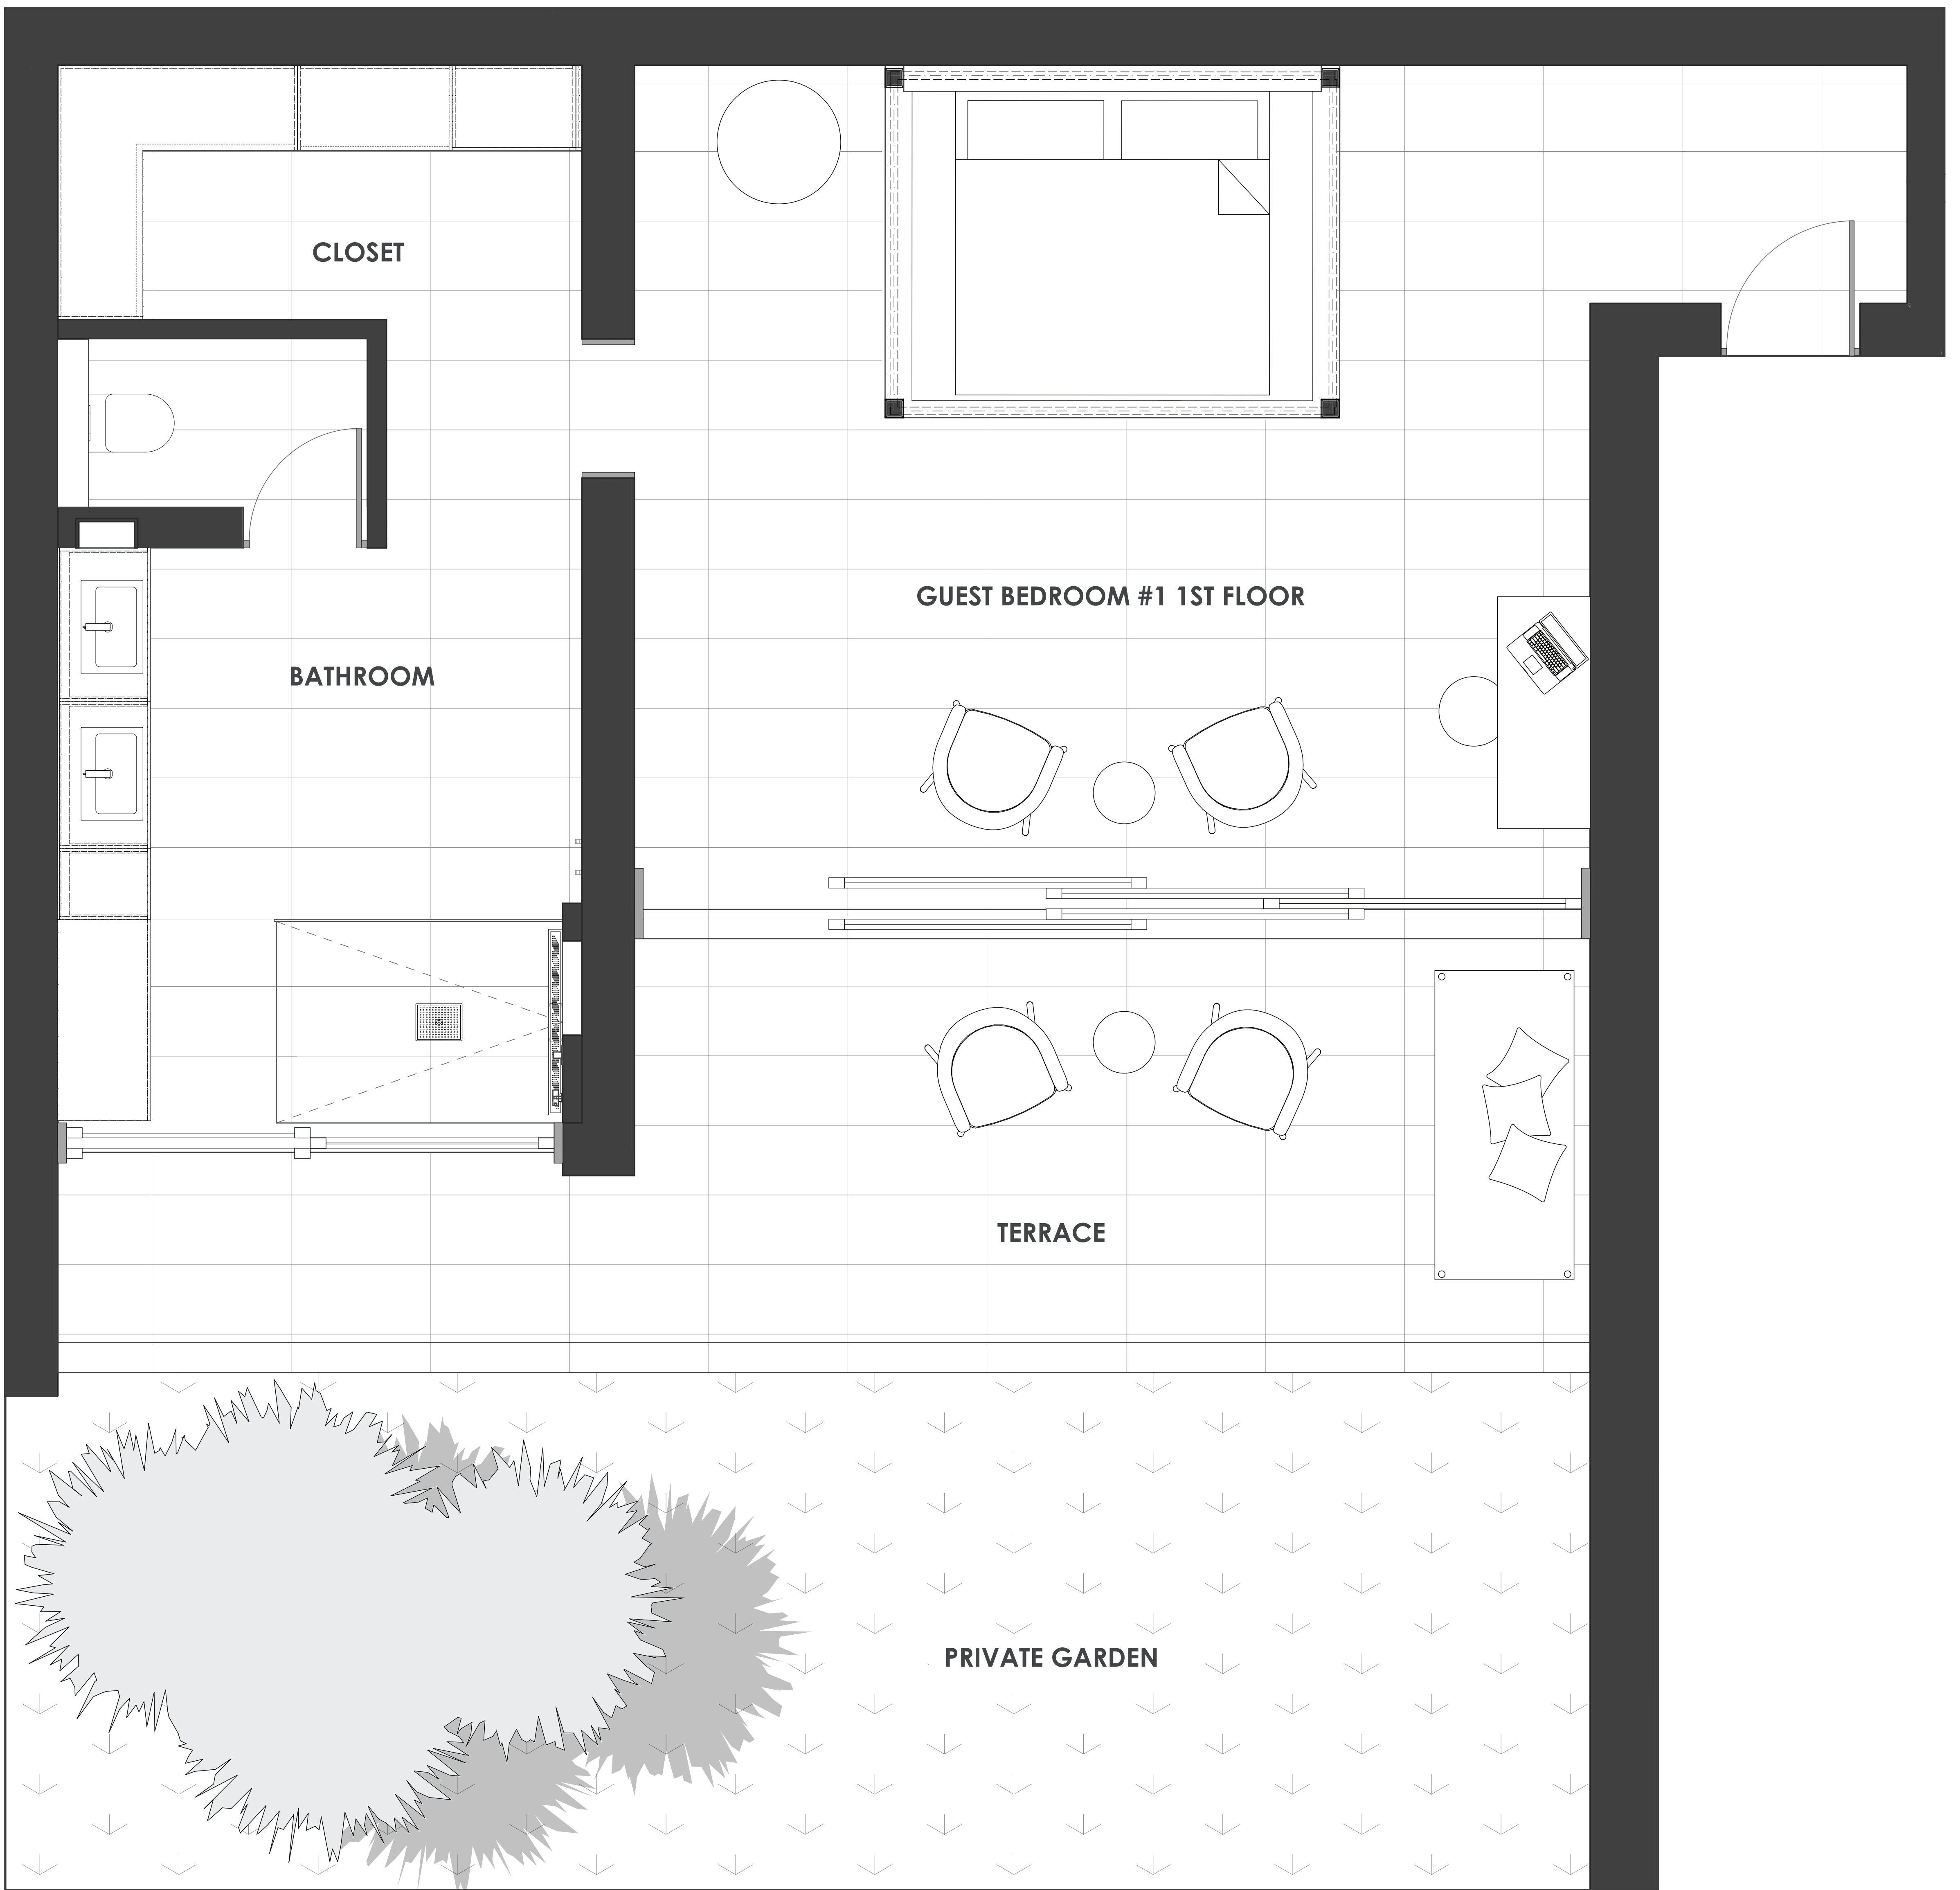 CLOSET
GUEST BEDROOM #1 1ST FLOOR
BATHROOM
TERRACE
PRIVATE GARDEN